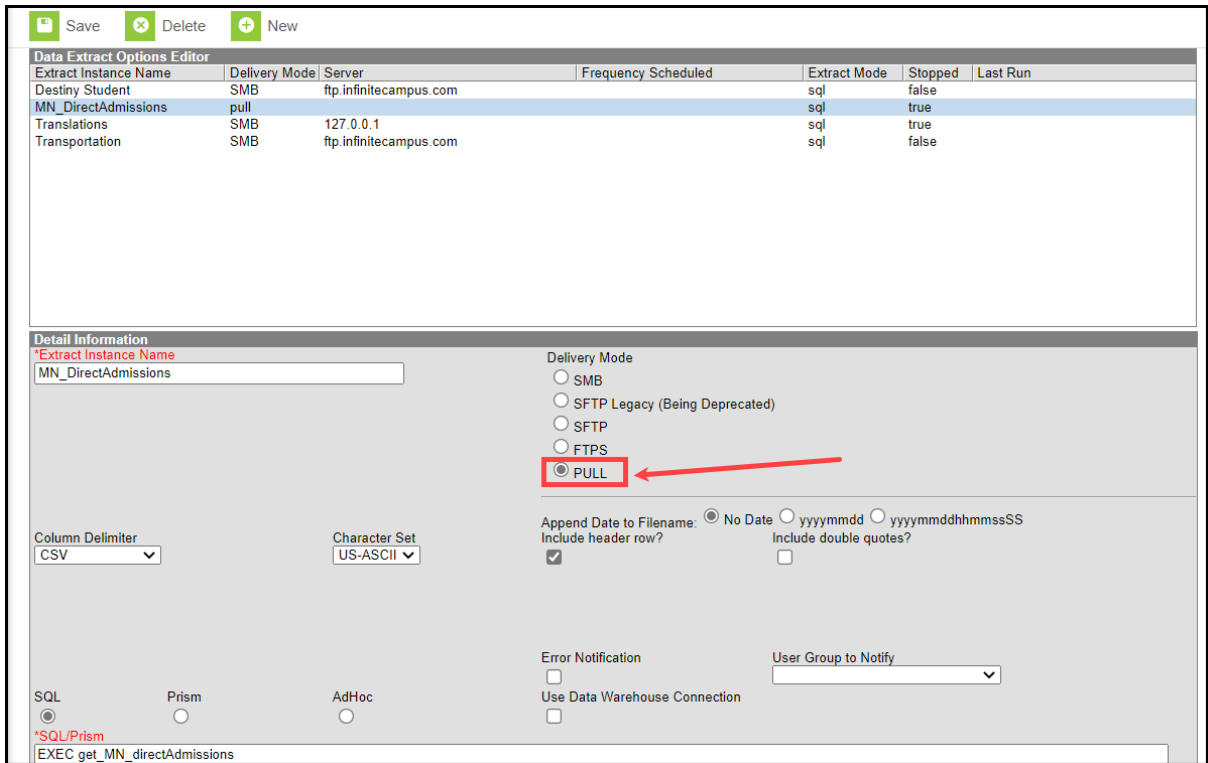 Save Delete New
Data Extract Options Editor
Extract Instance Name Delivery Mode Server Frequency Scheduled Extract Mode Stopped Last Run
Destiny Student SMB ftp.infinitecampus.com sql false
MN_DirectAdmissions pull sql true
Translations SMB 127.0.0.1 sql true
Transportation SMB ftp.infinitecampus.com sql false
Detail Information
*Extract Instance Name Delivery Mode
MN_DirectAdmissions
SMB
SFTP Legacy (Being Deprecated)
SFTP
FTPS
PULL
Append Date to Filename: No Date yyyymmdd yyyymmddhhmmssSS
Column Delimiter Character Set Include header row? Include double quotes?
CSV US-ASCII
Error Notification User Group to Notify
SQL Prism AdHoc Use Data Warehouse Connection
*SQL/Prism
EXEC get_MN_directAdmissions